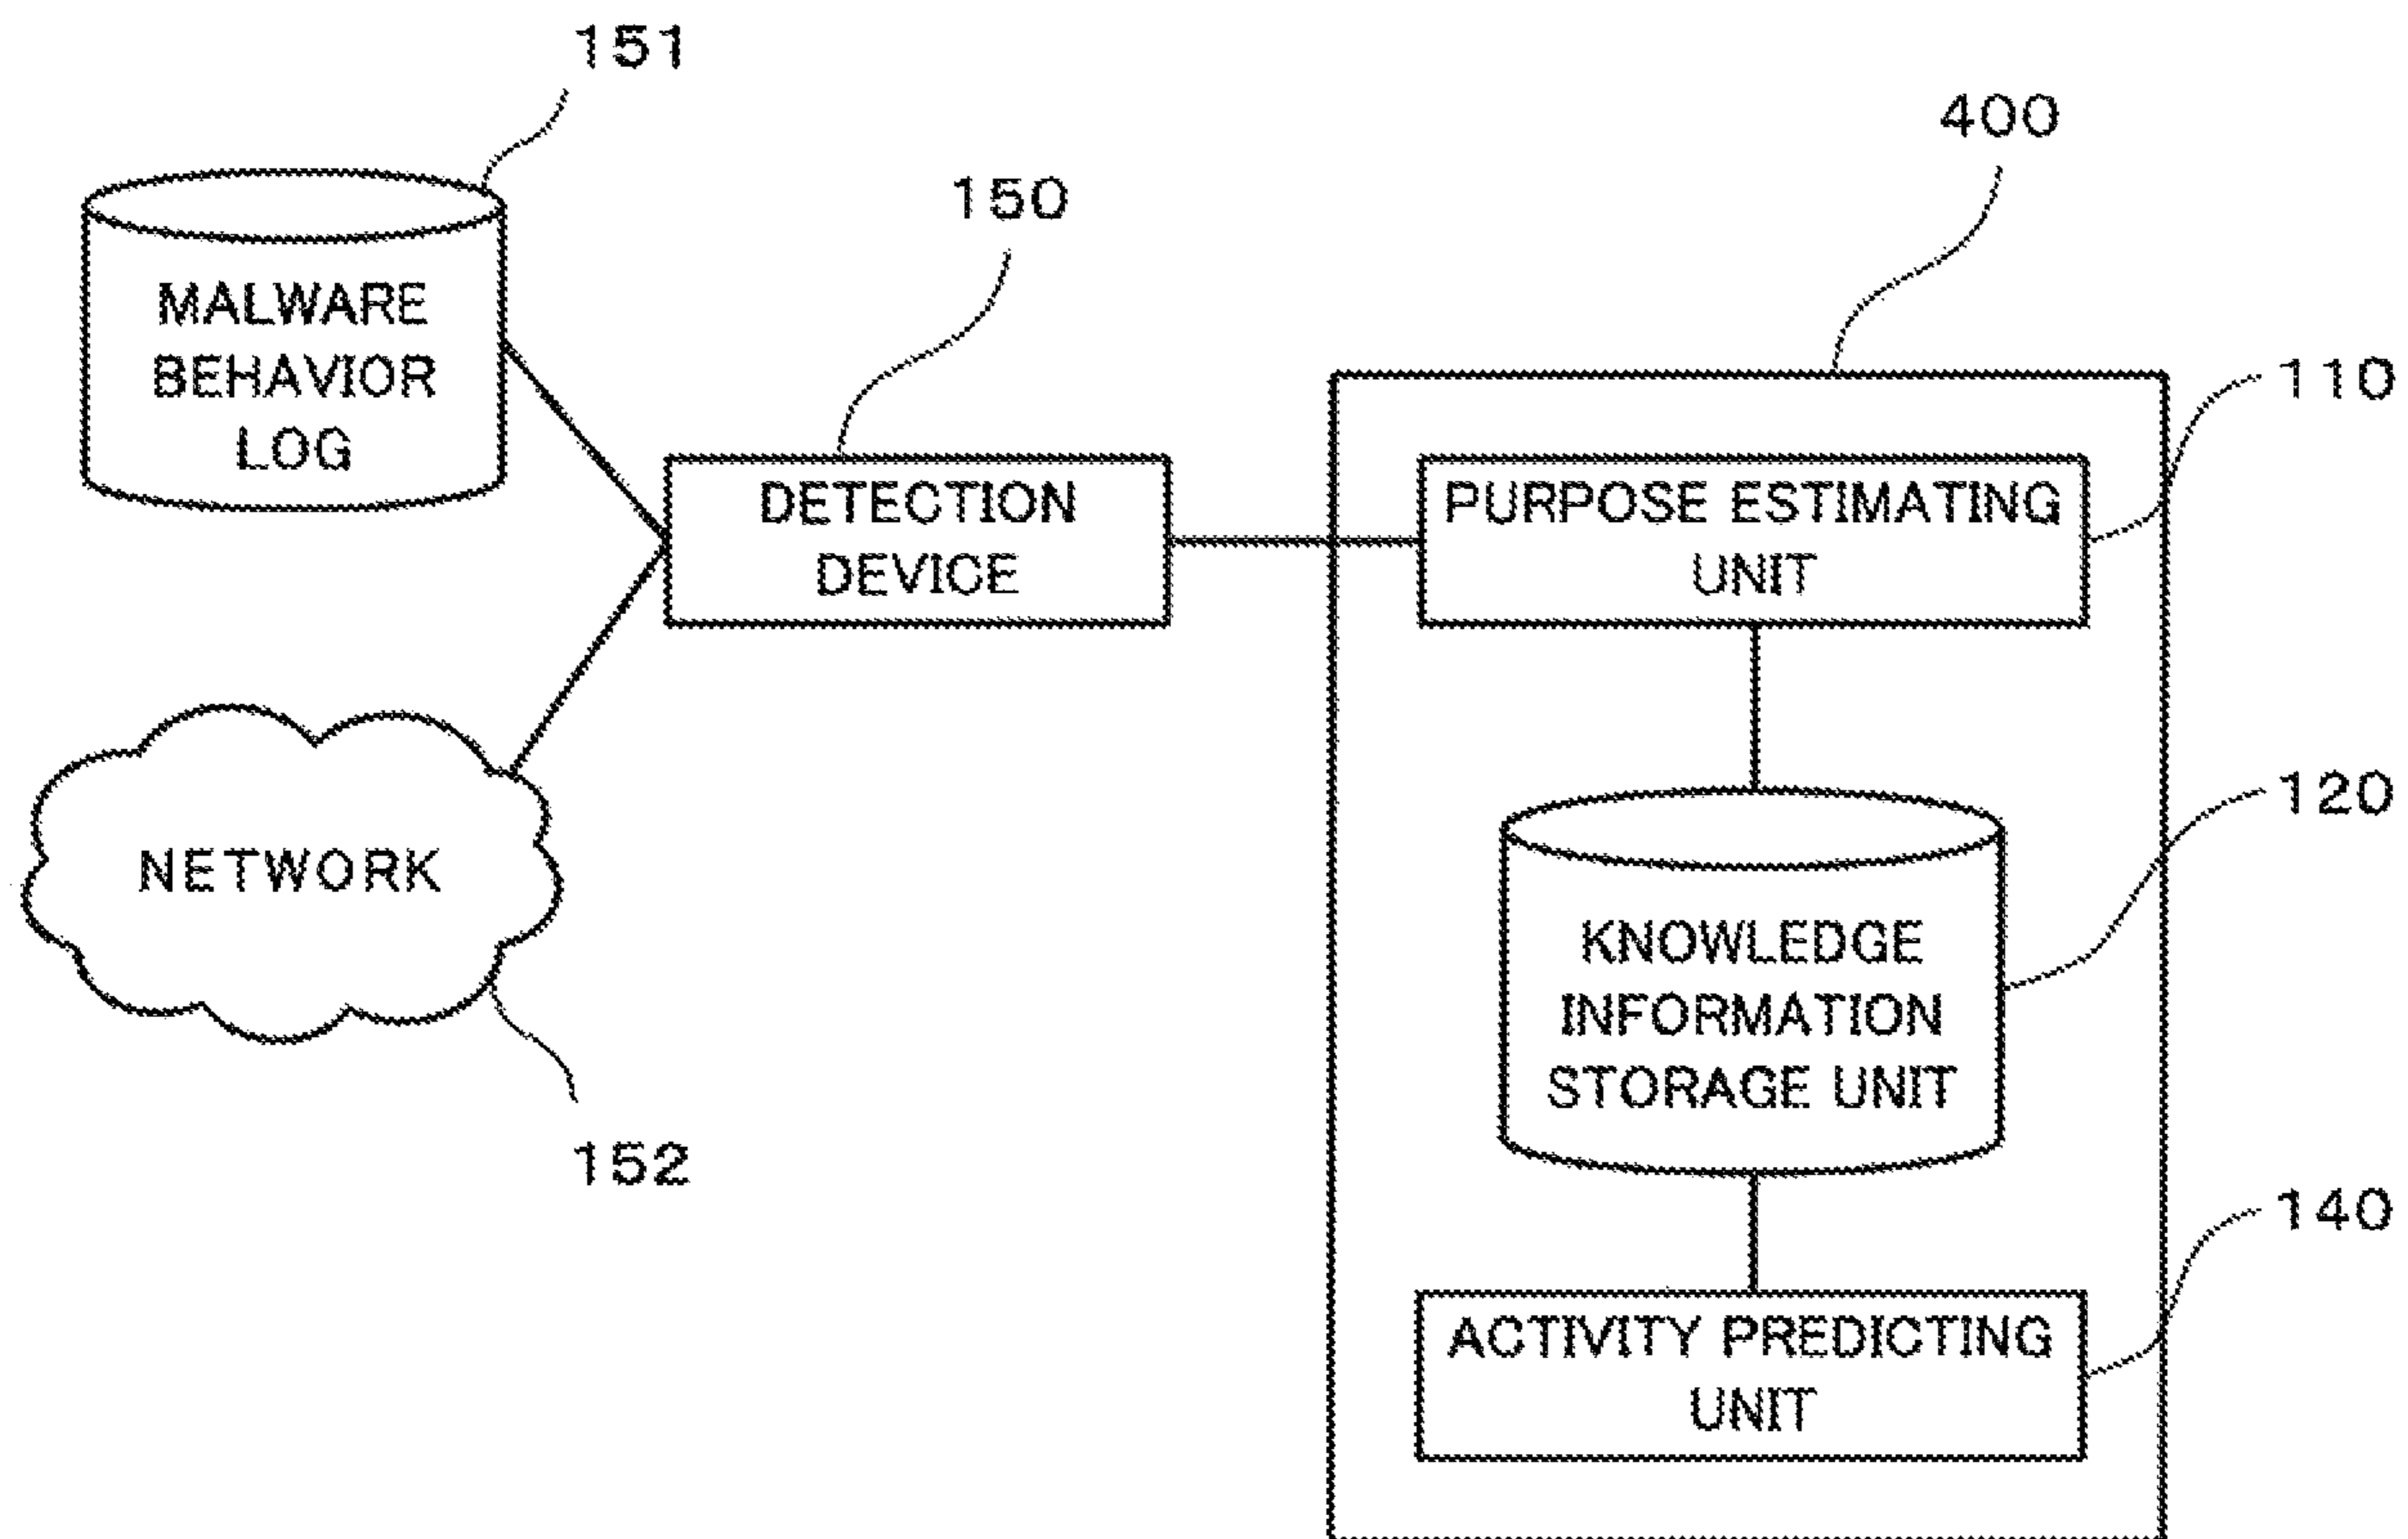 151
MALWARE
BEHAVIOR
LOG
150
DETECTION
DEVICE
NETWORK
152
400
110
PURPOSE ESTIMATING
UNIT
120
KNOWLEDGE
INFORMATION
STORAGE UNIT
140
ACTIVITY PREDICTING
UNIT